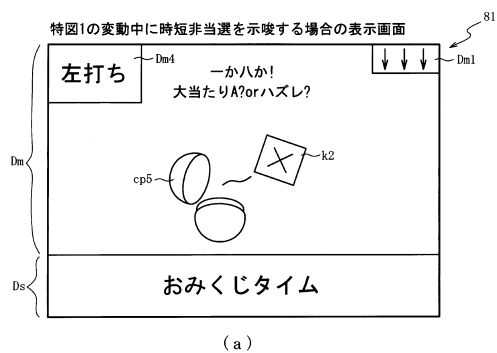 特図1の変動中に時短非当選を示唆する場合の表示画面
81
左打ち
Dm4
一か八か!
大当たりA?orハズレ?
Dm1
Dm
cp5
k2
Ds
おみくじタイム
(a)